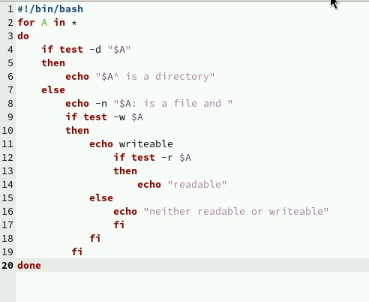 1 #!/bin/bash
2 for A in *
3 do
4 if test -d "$A"
5 then
6 echo "$A^ is a directory"
7 else
8 echo -n "$A: is a file and "
9 if test -w $A
10 then
11 echo writeable
12 if test -r $A
13 then
14 echo "readable"
15 else
16 echo "neither readable or writeable"
17 fi
18 fi
19 fi
20 done